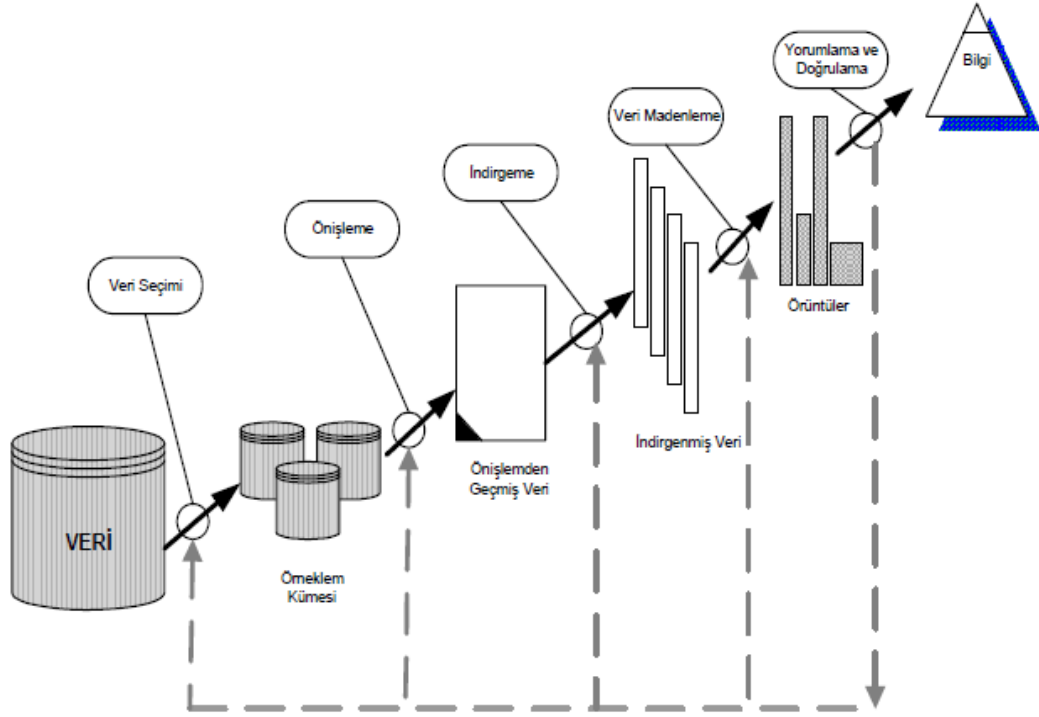 Yorumlama ve
Doğrulama
Bilgi
Veri Madenleme
İndirgeme
Önişleme
Veri Seçimi
Örüntüler
İndirgenmiş Veri
Önişlemden
Geçmiş Veri
VERİ
Örneklem
Kümesi